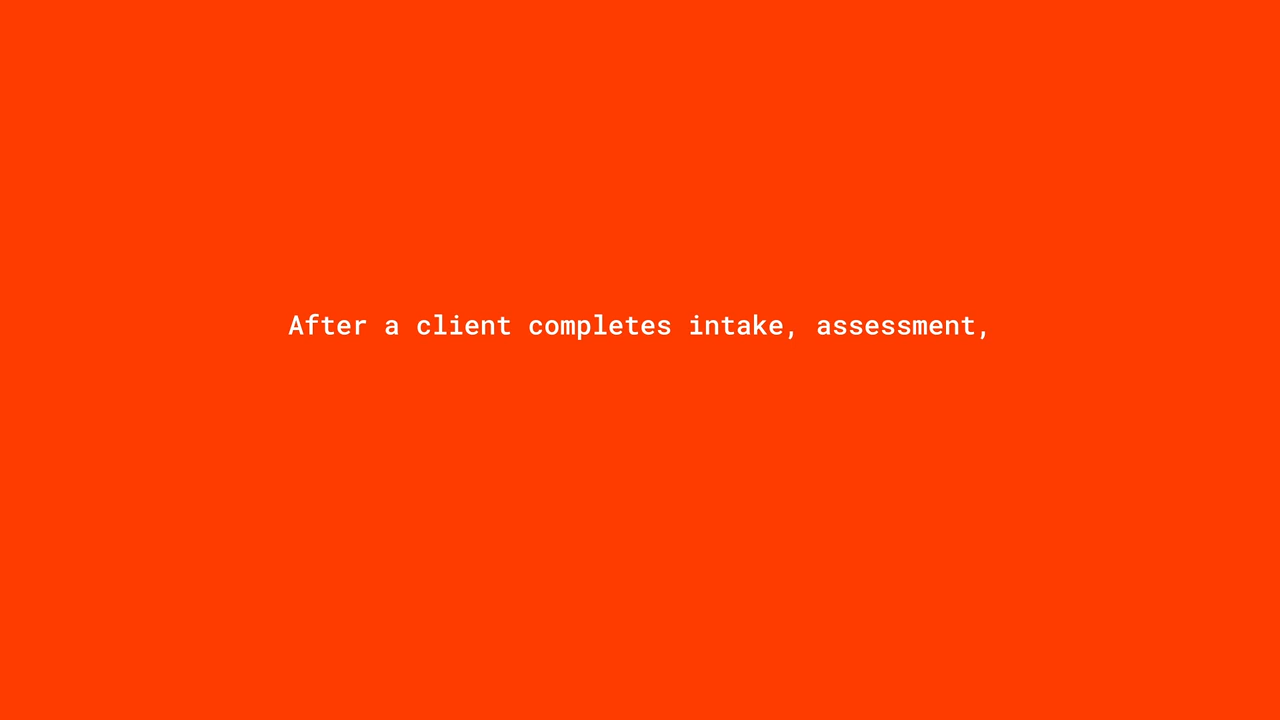 After a client completes intake, assessment,